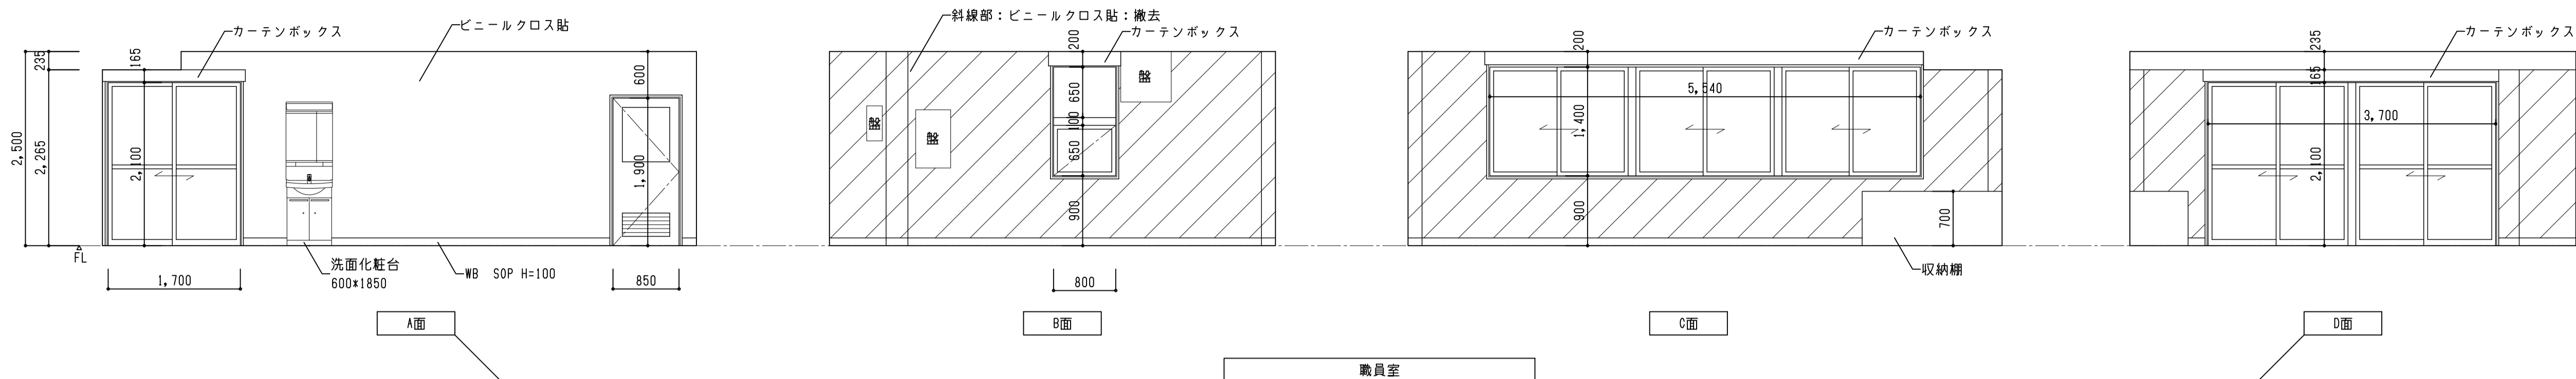 カーテンボックス
ビニールクロス貼
235
165
600
2,500
2,265
2,100
1,900
FL
洗面化粧台
600*1850
WB SOP H=100
1,700
850
A面
斜線部：ビニールクロス貼：撤去
カーテンボックス
200
盤
盤
盤
650
100
650
900
800
B面
カーテンボックス
200
5,540
1,400
900
700
収納棚
C面
カーテンボックス
235
165
3,700
2,100
D面
職員室